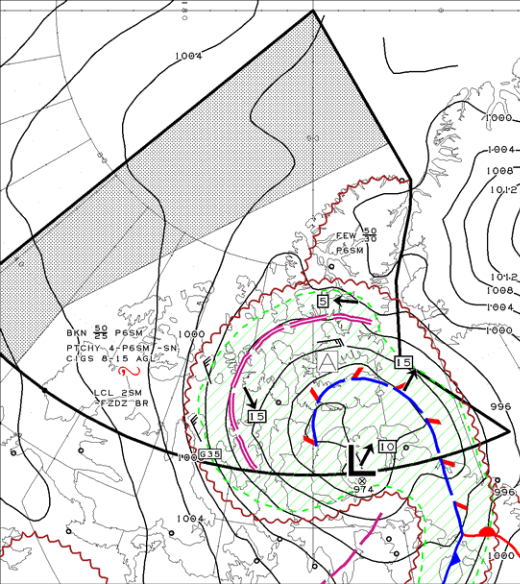 1004
90
1000
1004
1008
1012
FEW 50/30
P6SM
1012
1008
1004
1000
5
BKN 50/25 P6SM
PTCHY 4-P6SM -SN
CIGS 8-15 AGL
?
LCL 2SM
-FZDZ BR
1000
15
15
996
10
G35
L
974
996
1004
1000